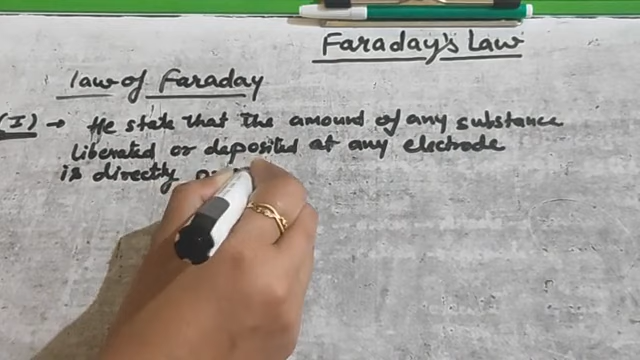 Faraday's Law
law of Faraday
(I) → He state that the amount of any substance
liberated or deposited at any electrode
is directly